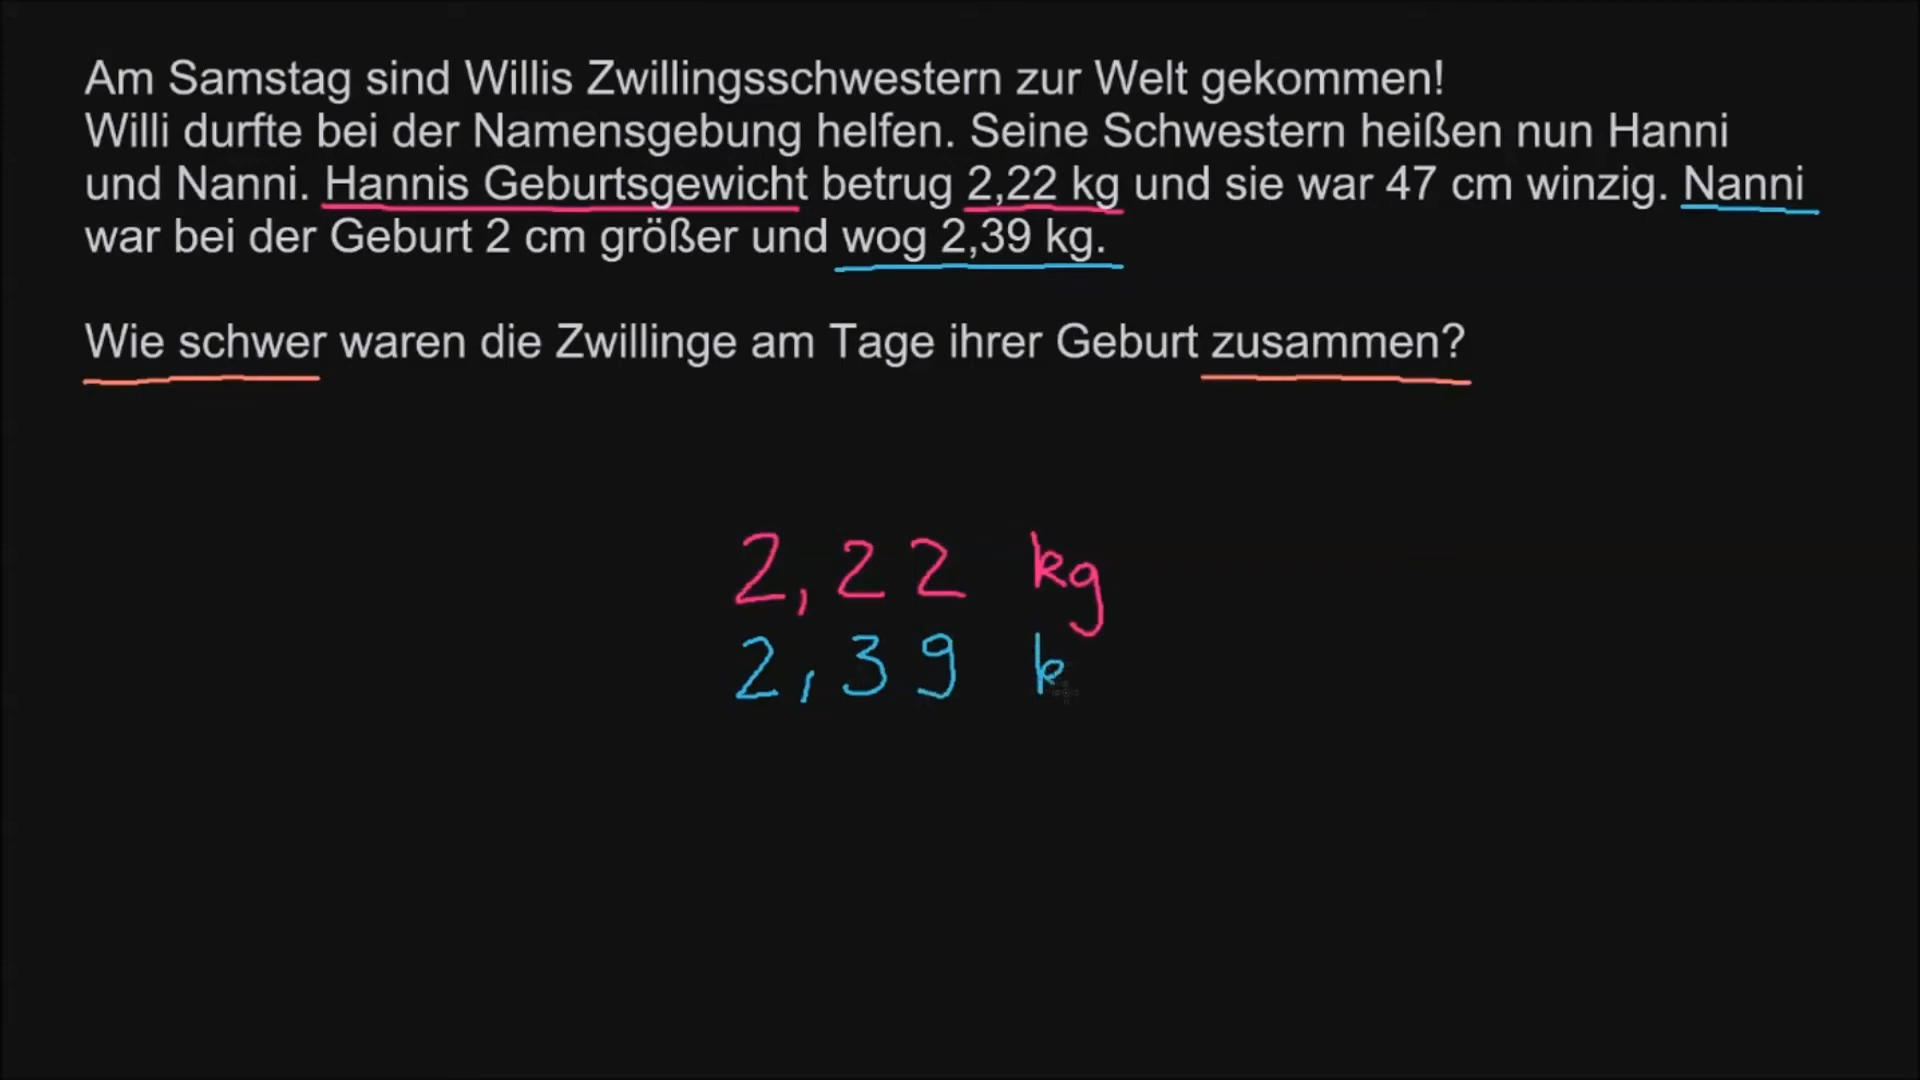 Am Samstag sind Willis Zwillingsschwestern zur Welt gekommen!
Willi durfte bei der Namensgebung helfen. Seine Schwestern heißen nun Hanni
und Nanni. Hannis Geburtsgewicht betrug 2,22 kg und sie war 47 cm winzig. Nanni
war bei der Geburt 2 cm größer und wog 2,39 kg.
Wie schwer waren die Zwillinge am Tage ihrer Geburt zusammen?
2,22 kg
2,39 k